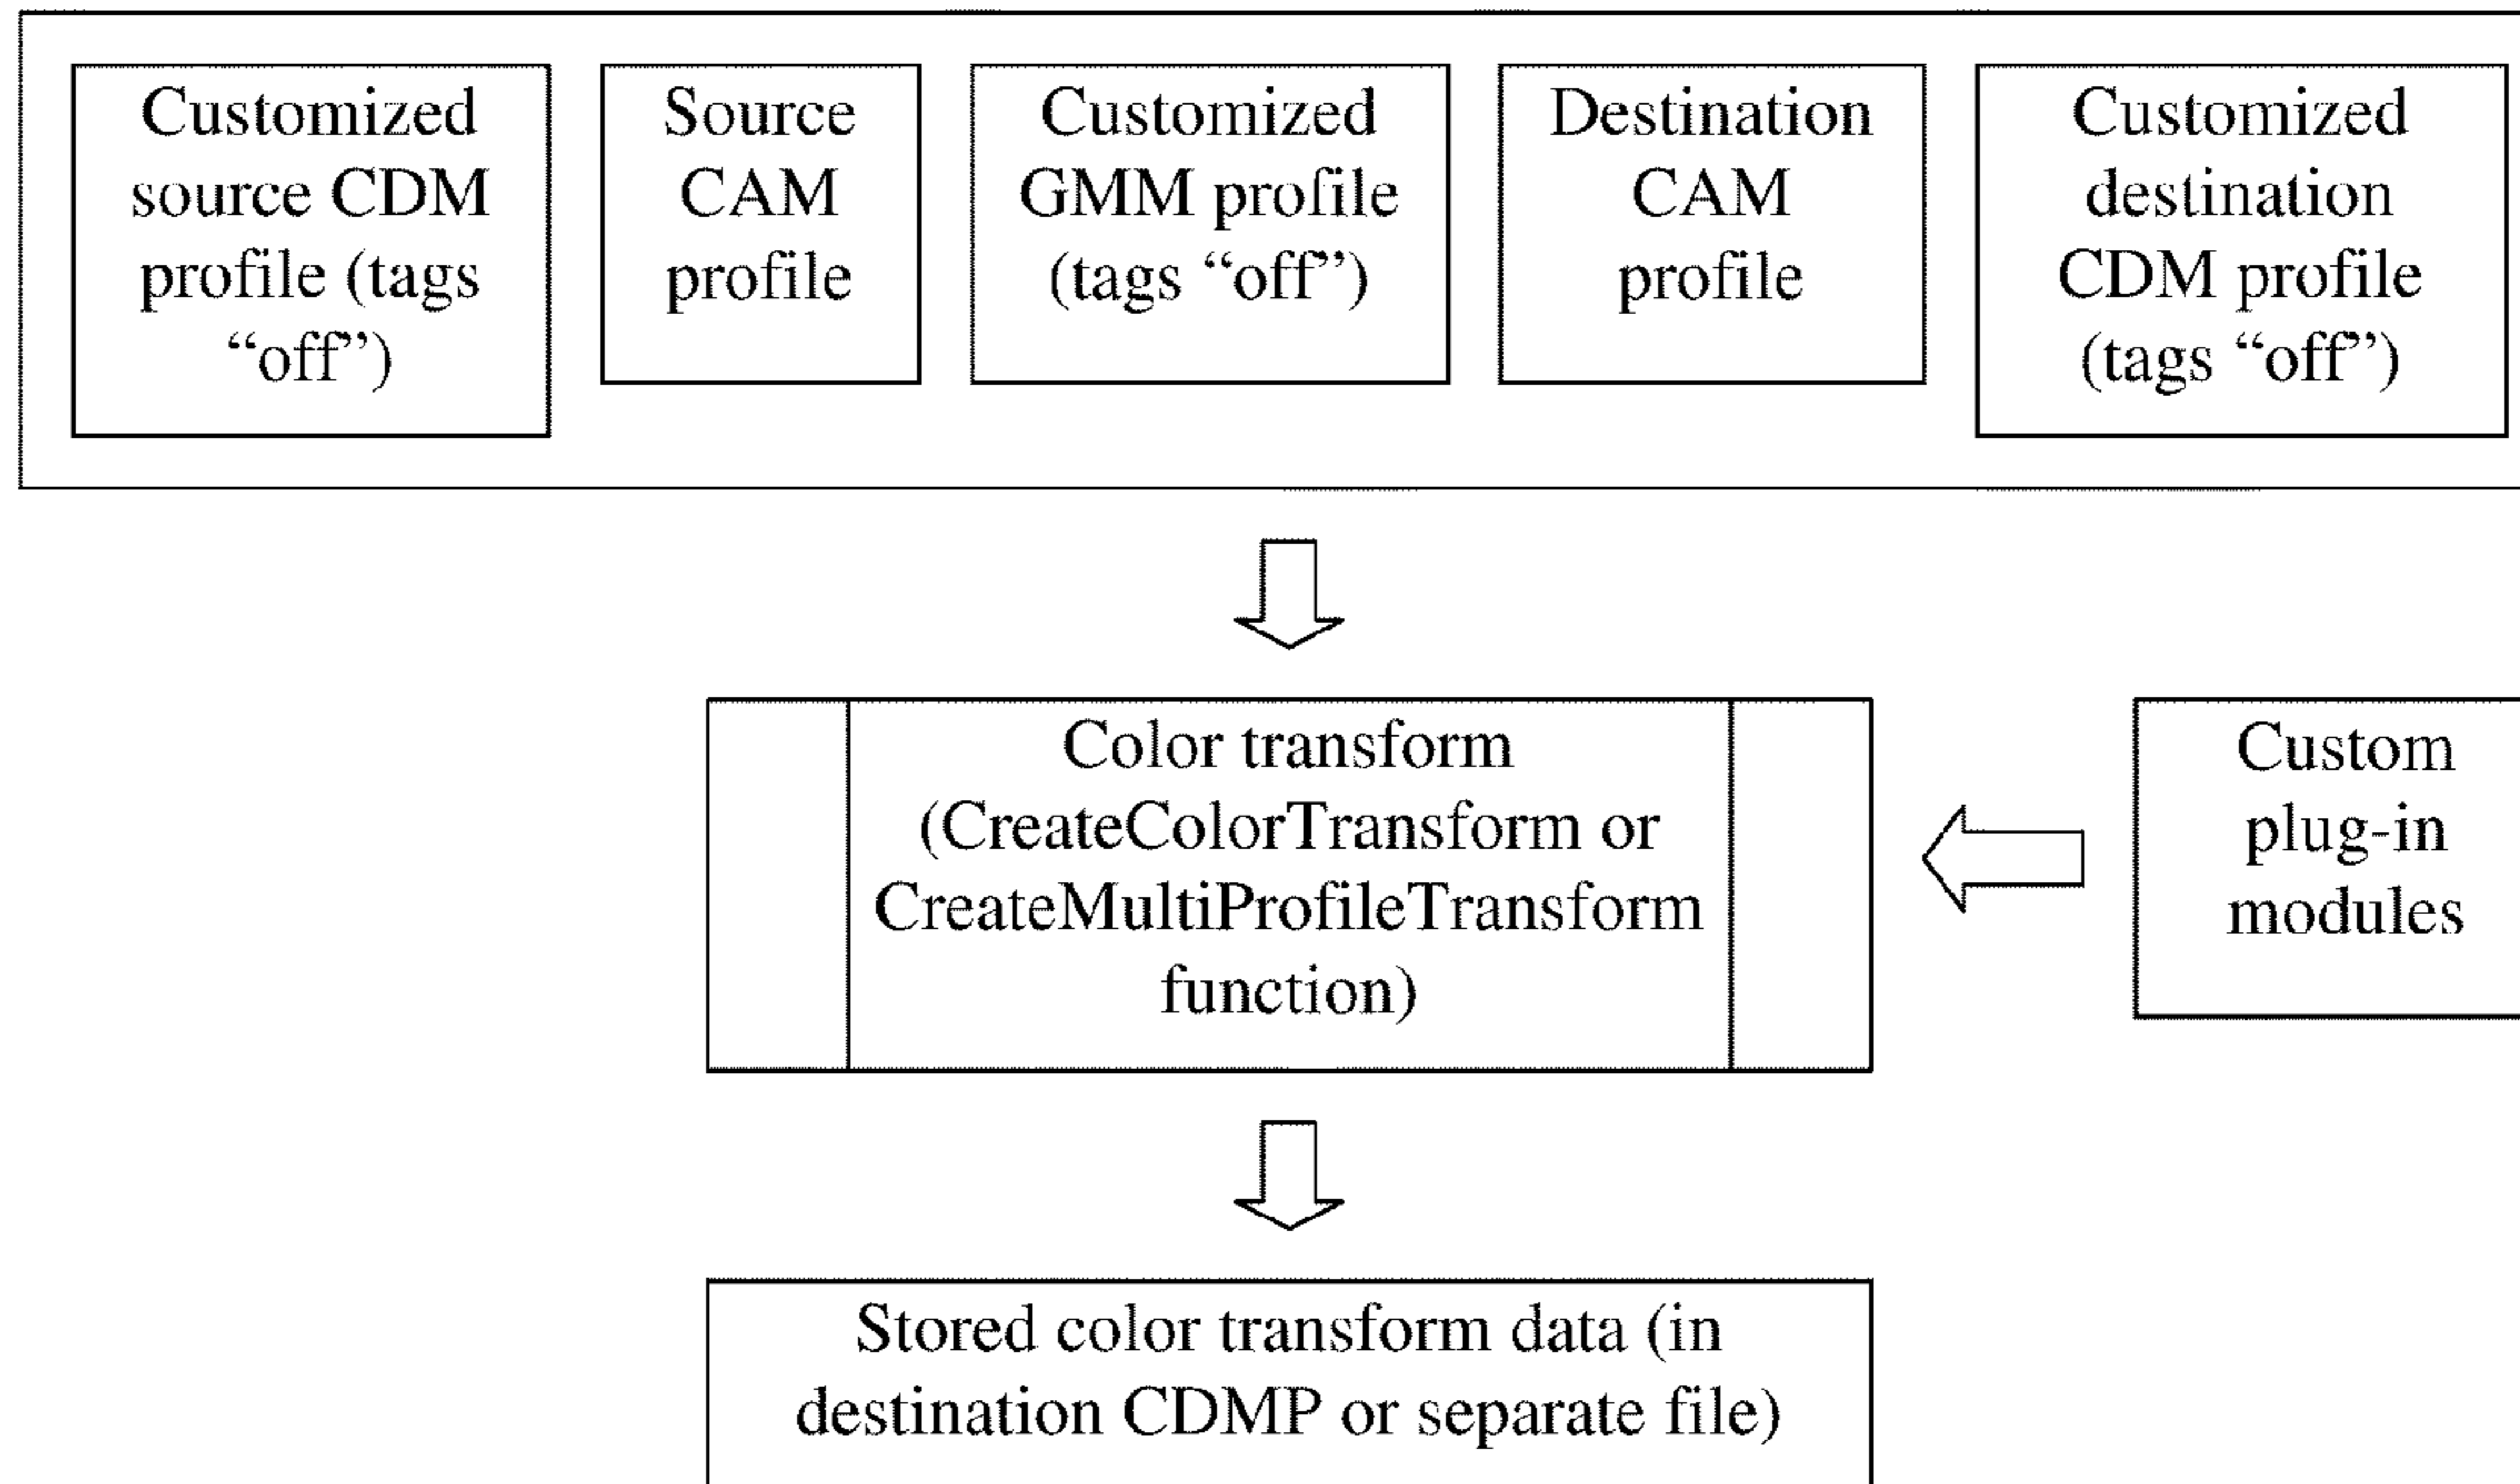 Customized
source CDM
profile (tags
“off”)
Source
CAM
profile
Customized
GMM profile
(tags “off”)
Destination
CAM
profile
Customized
destination
CDM profile
(tags “off”)
Color transform
(CreateColorTransform or
CreateMultiProfileTransform
function)
Custom
plug-in
modules
Stored color transform data (in
destination CDMP or separate file)